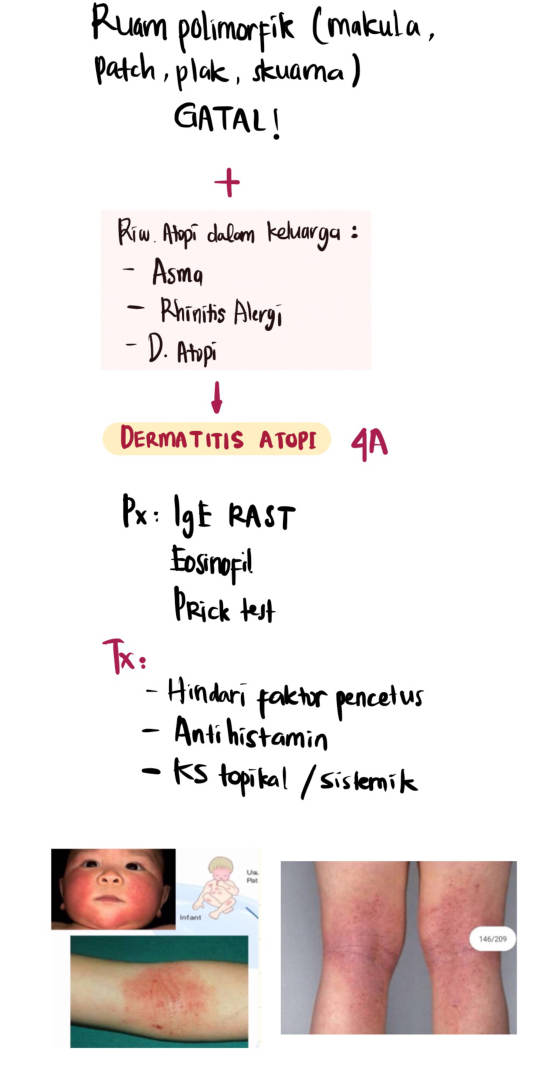 Ruam polimorfik (makula,
patch, plak, skuama)
GATAL!
+
Riw. Atopi dalam keluarga :
- Asma
- Rhinitis Alergi
- D. Atopi
DERMATITIS ATOPI 4A
Px: IgE RAST
Eosinofil
PRick test
Tx:
- Hindari faktor pencetus
- Antihistamin
- KS topikal / sistemik
Infant
146/209